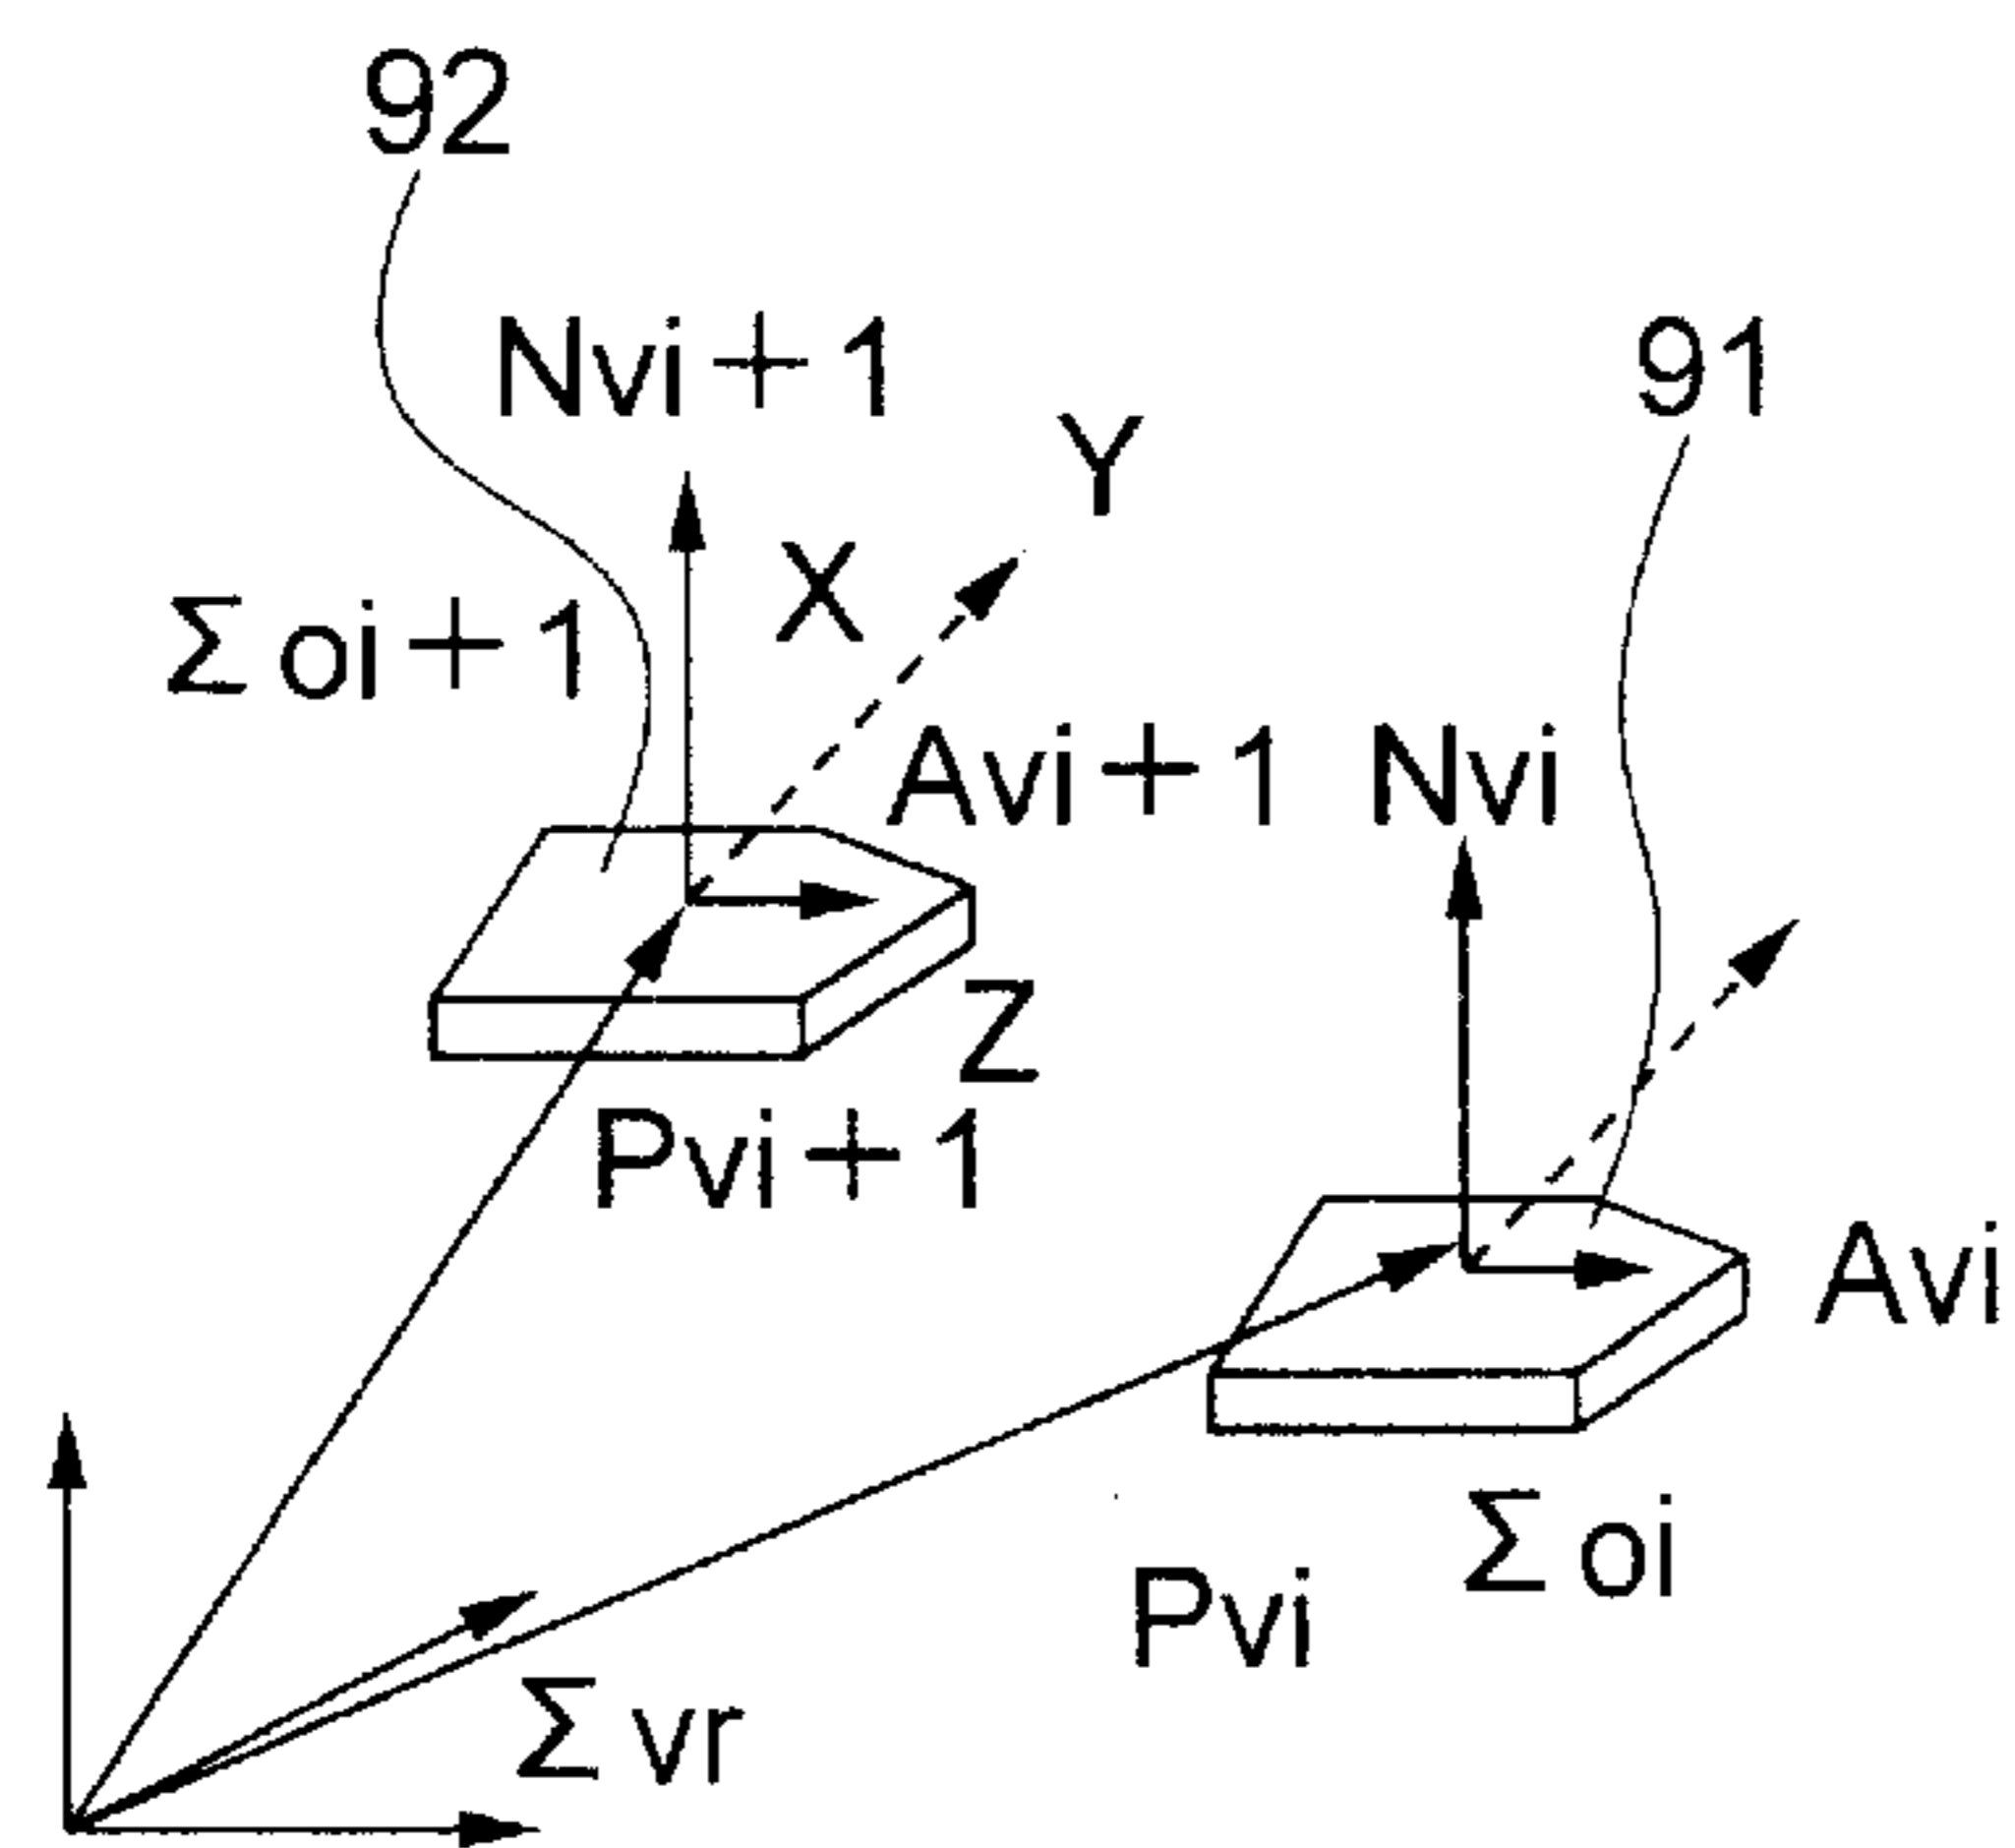 92
Nvi+1
91
Y
X
Σoi+1
Avi+1
Nvi
Z
Pvi+1
Avi
Σoi
Pvi
Σvr